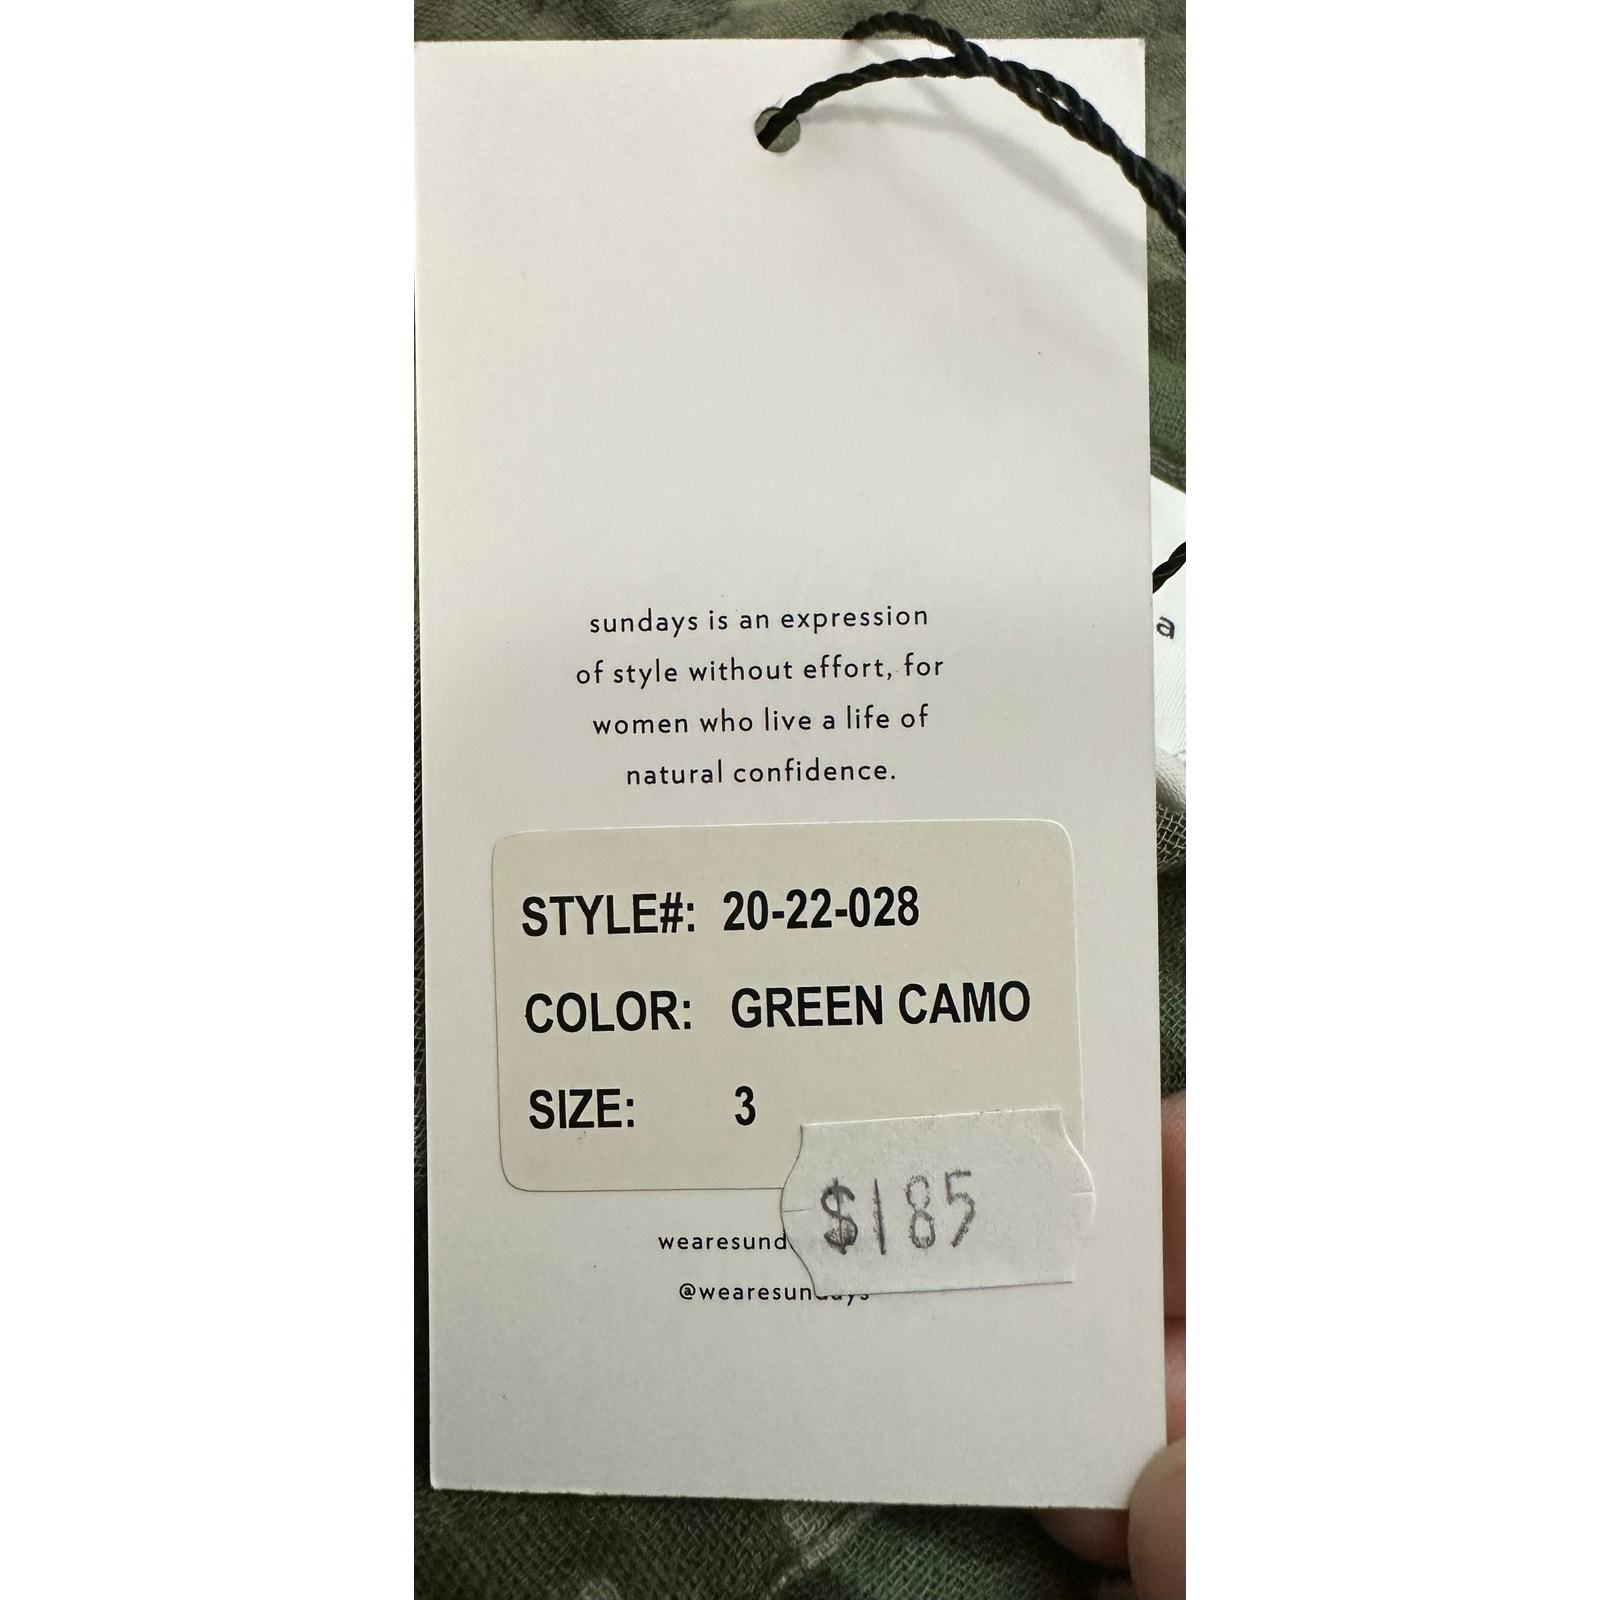 sundays is an expression
of style without effort, for
women who live a life of
natural confidence.
STYLE#: 20-22-028
COLOR: GREEN CAMO
SIZE: 3
$185
wearesund
@wearesundays
a